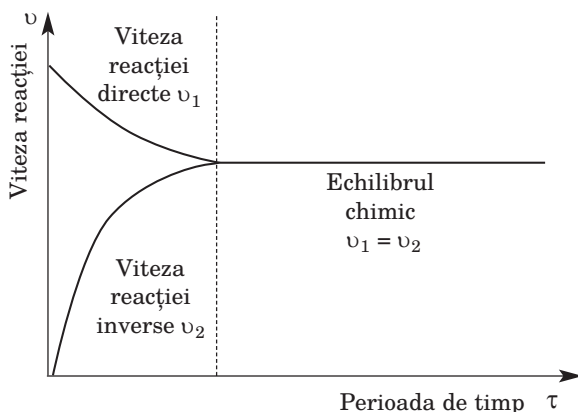 υ
Viteza reacției
Viteza
reacției
directe υ₁
Echilibrul
chimic
υ₁ = υ₂
Viteza
reacției
inverse υ₂
Perioada de timp τ